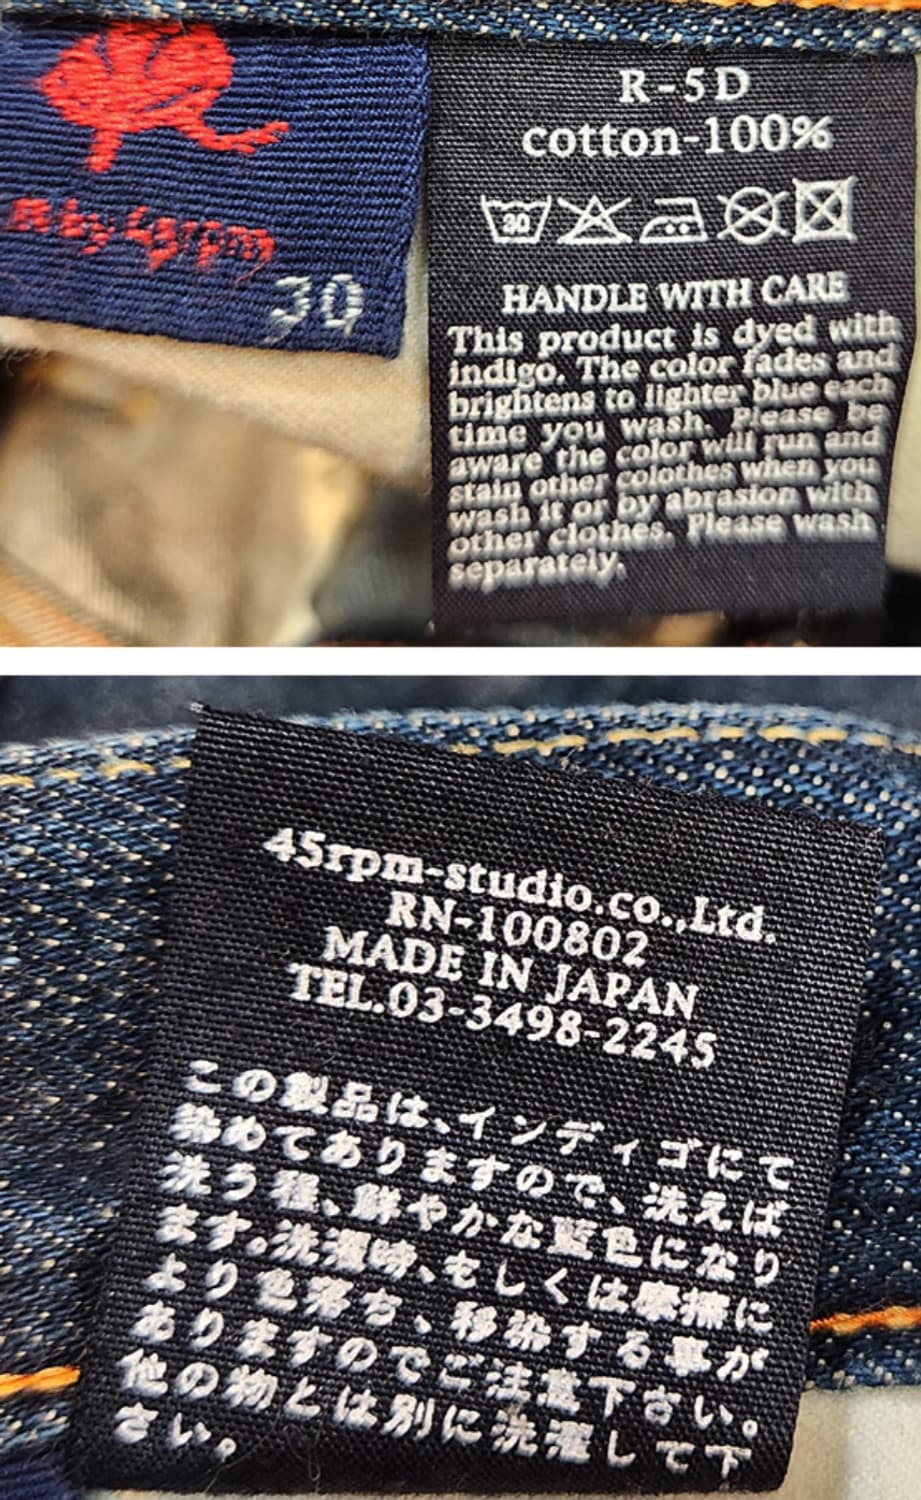 R by 45rpm
30
R-5D
cotton-100%
30
HANDLE WITH CARE
This product is dyed with
indigo. The color fades and
brightens to lighter blue each
time you wash. Please be
aware the color will run and
stain other colothes when you
wash it or by abrasion with
other clothes. Please wash
separately.
45rpm-studio.co.,Ltd.
RN-100802
MADE IN JAPAN
TEL.03-3498-2245
この製品は、インディゴにて
染めてありますので、洗えば
洗う程、鮮やかな藍色になり
ます。洗濯時、もしくは摩擦に
より色落ち、移染する事が
ありますのでご注意下さい。
他の物とは別に洗濯して下
さい。